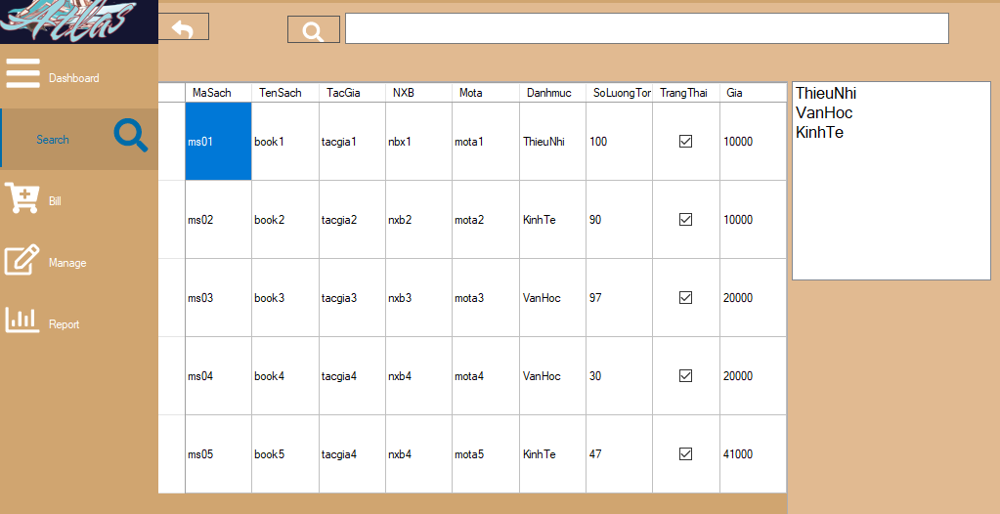 Atlas
Dashboard
Search
Bill
Manage
Report
MaSach TenSach TacGia NXB Mota Danhmuc SoLuongTor TrangThai Gia
ms01 book1 tacgia1 nbx1 mota1 ThieuNhi 100 10000
ms02 book2 tacgia2 nxb2 mota2 KinhTe 90 10000
ms03 book3 tacgia3 nxb3 mota3 VanHoc 97 20000
ms04 book4 tacgia4 nxb4 mota4 VanHoc 30 20000
ms05 book5 tacgia4 nxb4 mota5 KinhTe 47 41000
ThieuNhi
VanHoc
KinhTe